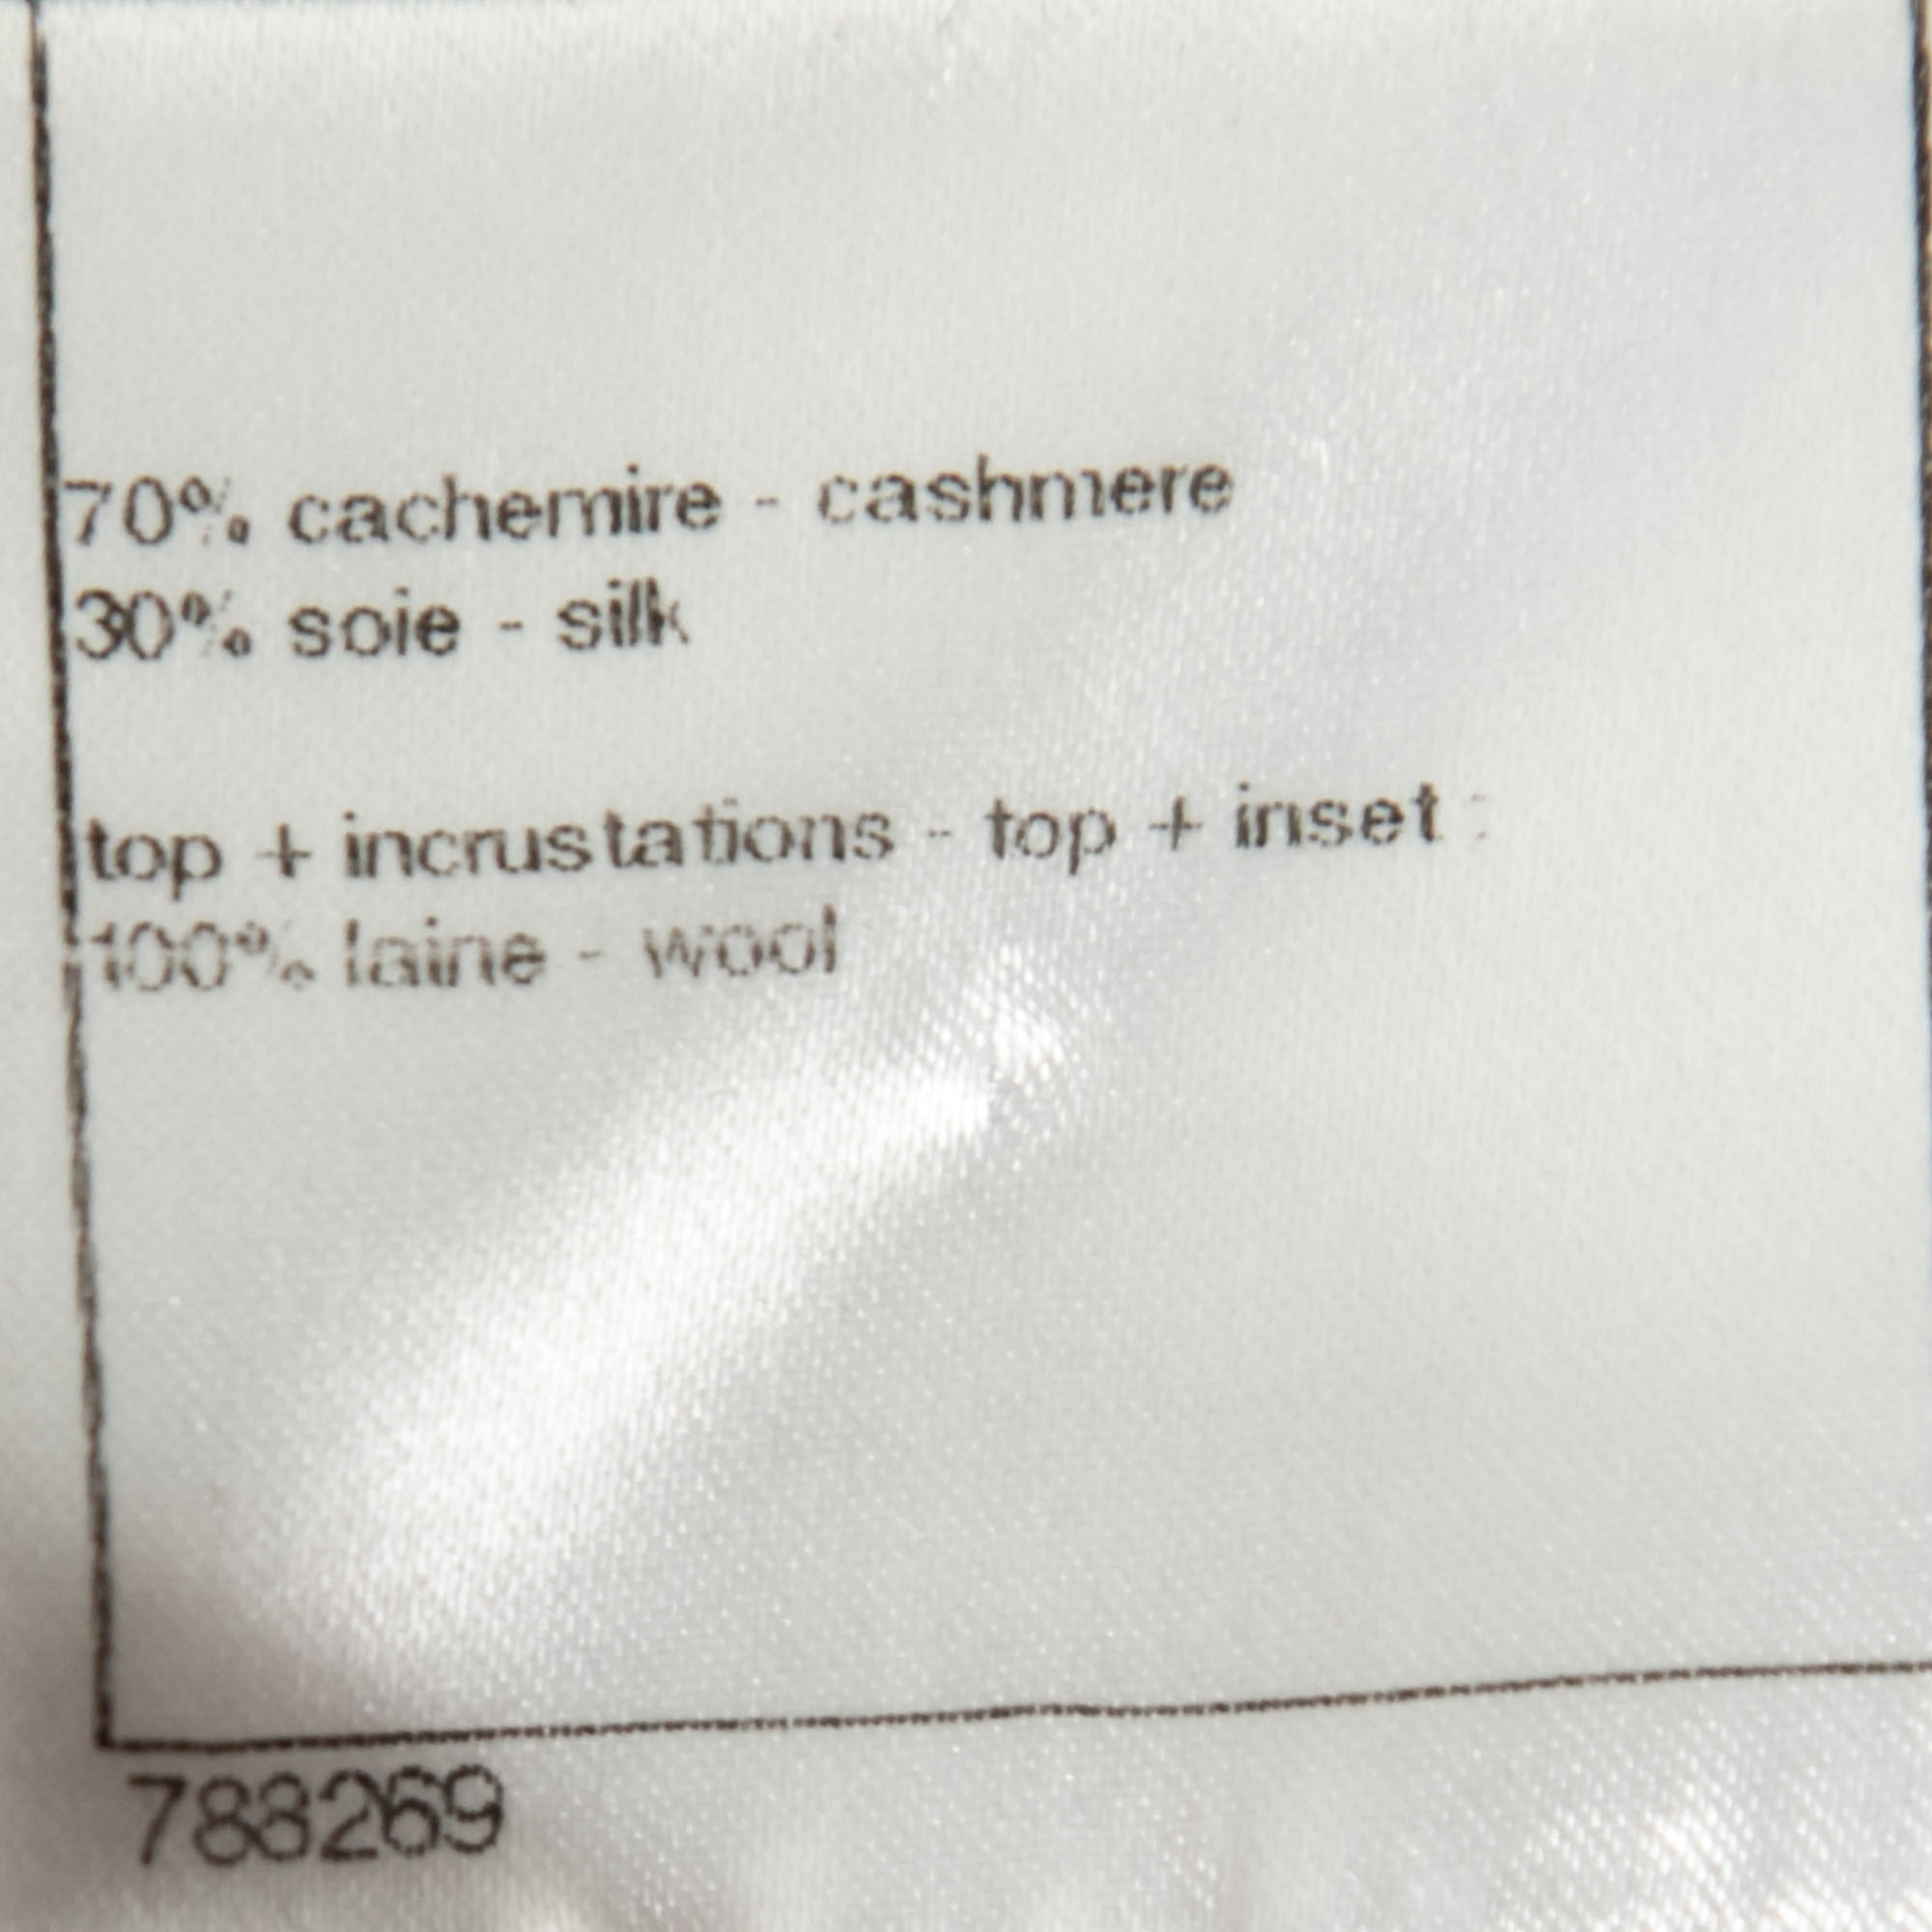 70% cachemire - cashmere
30% soie - silk
top + incrustations - top + inset :
100% laine - wool
788269